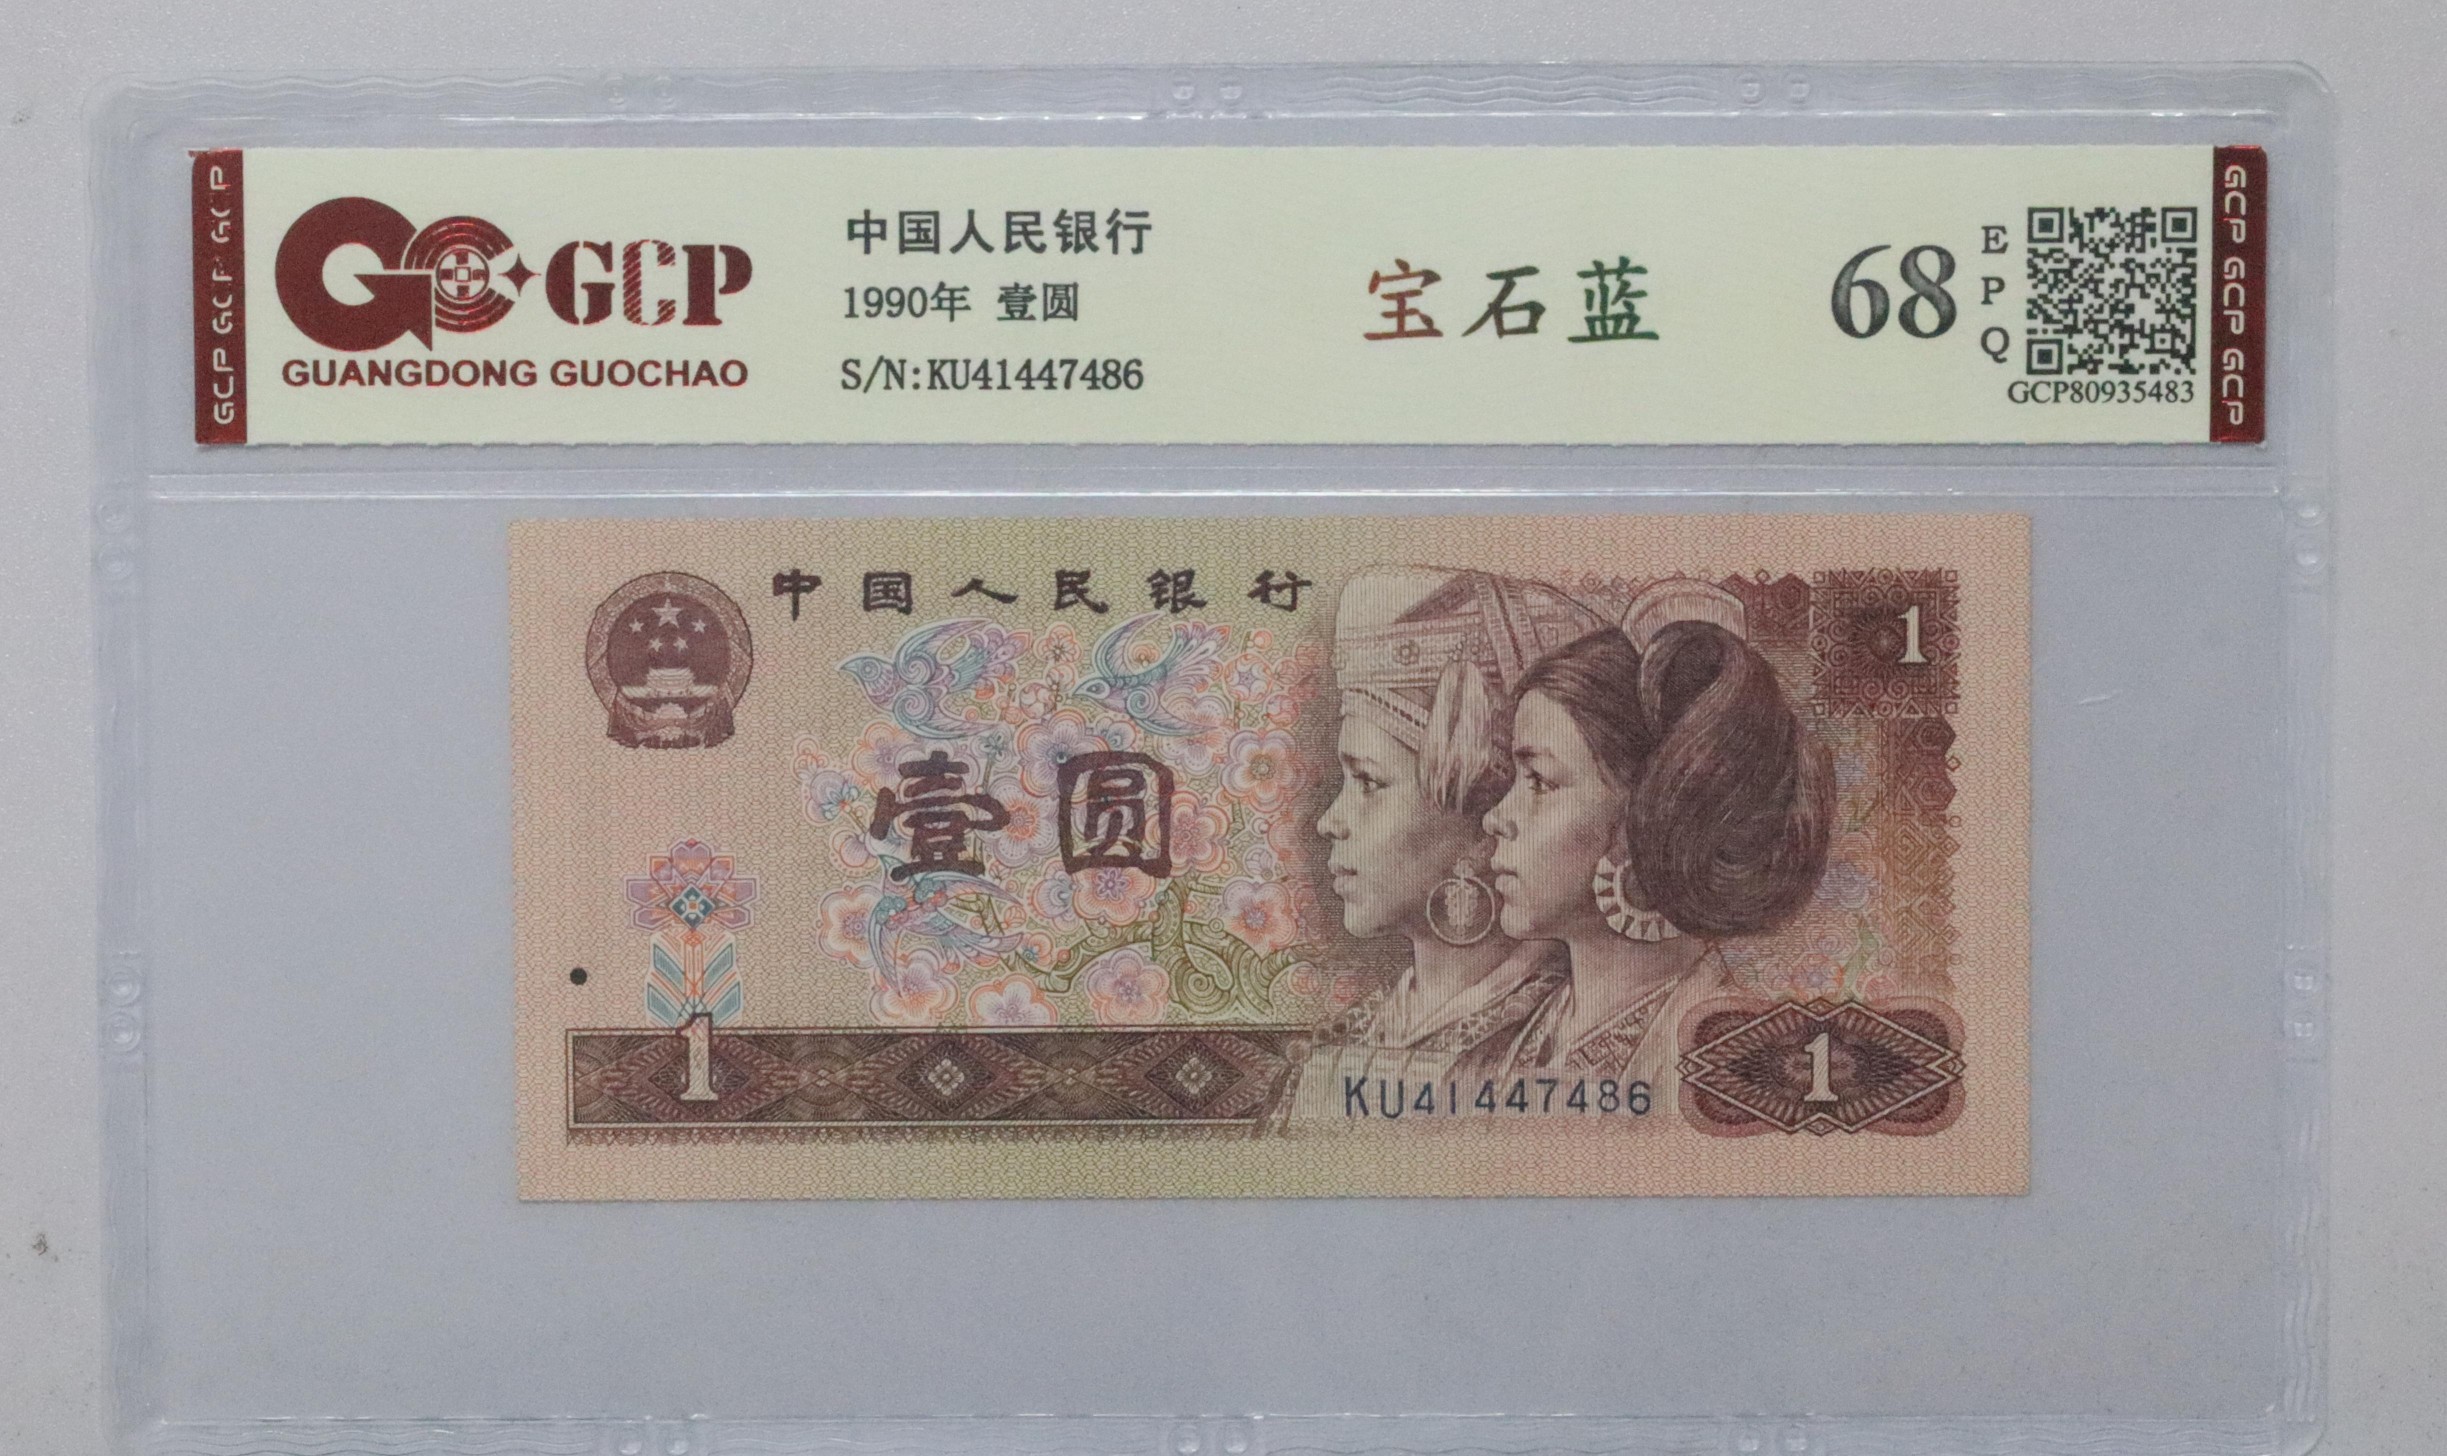 GCP GCP GCP
GCP
GUANGDONG GUOCHAO
中国人民银行
1990年 壹圆
S/N:KU41447486
宝石蓝
68
E
P
Q
GCP80935483
GCP GCP GCP
中国人民银行
1
壹圆
1
1
KU41447486